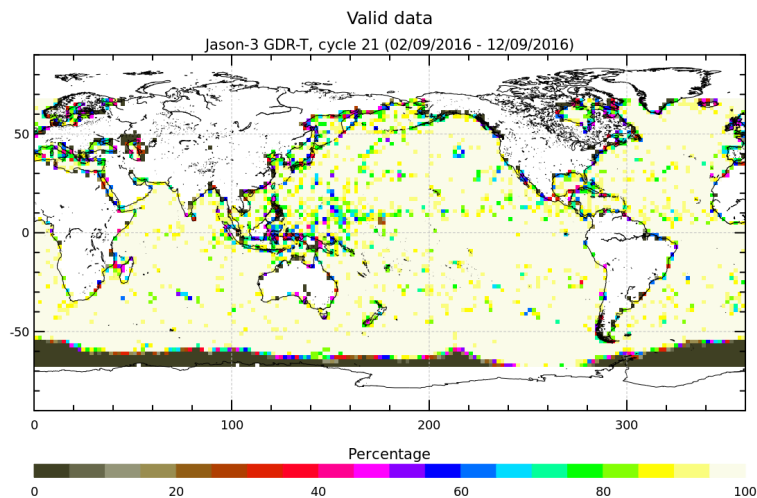 Valid data
Jason-3 GDR-T, cycle 21 (02/09/2016 - 12/09/2016)
50
0
-50
0 100 200 300
Percentage
0 20 40 60 80 100